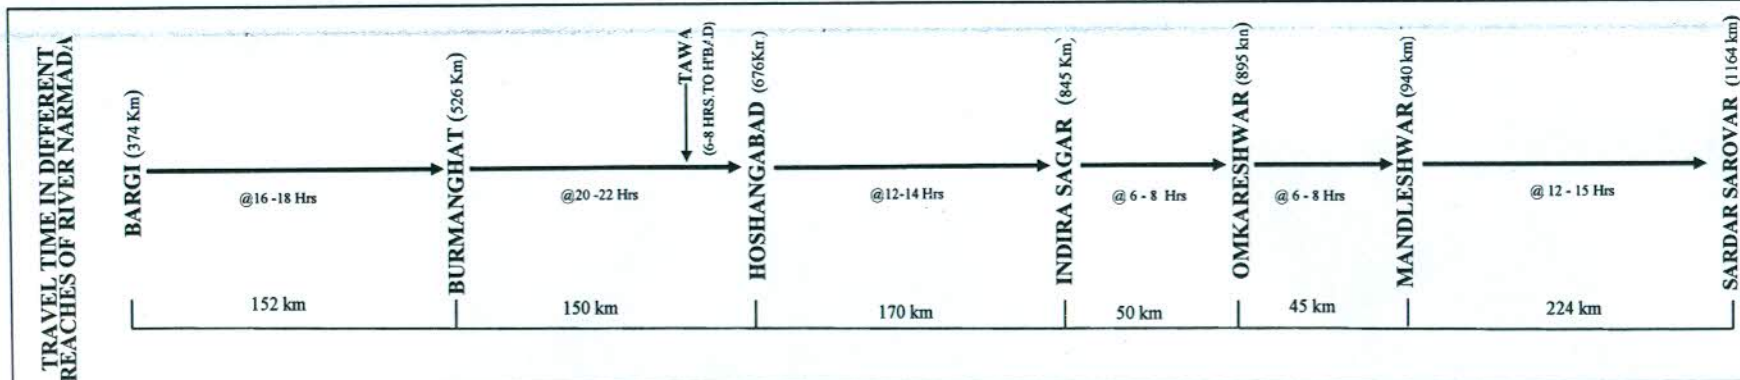 TRAVEL TIME IN DIFFERENT
REACHES OF RIVER NARMADA
BARGI (374 Km)
@16 -18 Hrs
152 km
BURMANGHAT (526 Km)
@20 -22 Hrs
150 km
TAWA
(6-8 HRS. TO H'BAD)
HOSHANGABAD (676Km)
@12-14 Hrs
170 km
INDIRA SAGAR (845 Km)
@ 6 - 8 Hrs
50 km
OMKARESHWAR (895 km)
@ 6 - 8 Hrs
45 km
MANDLESHWAR (940 km)
@ 12 - 15 Hrs
224 km
SARDAR SAROVAR (1164 km)